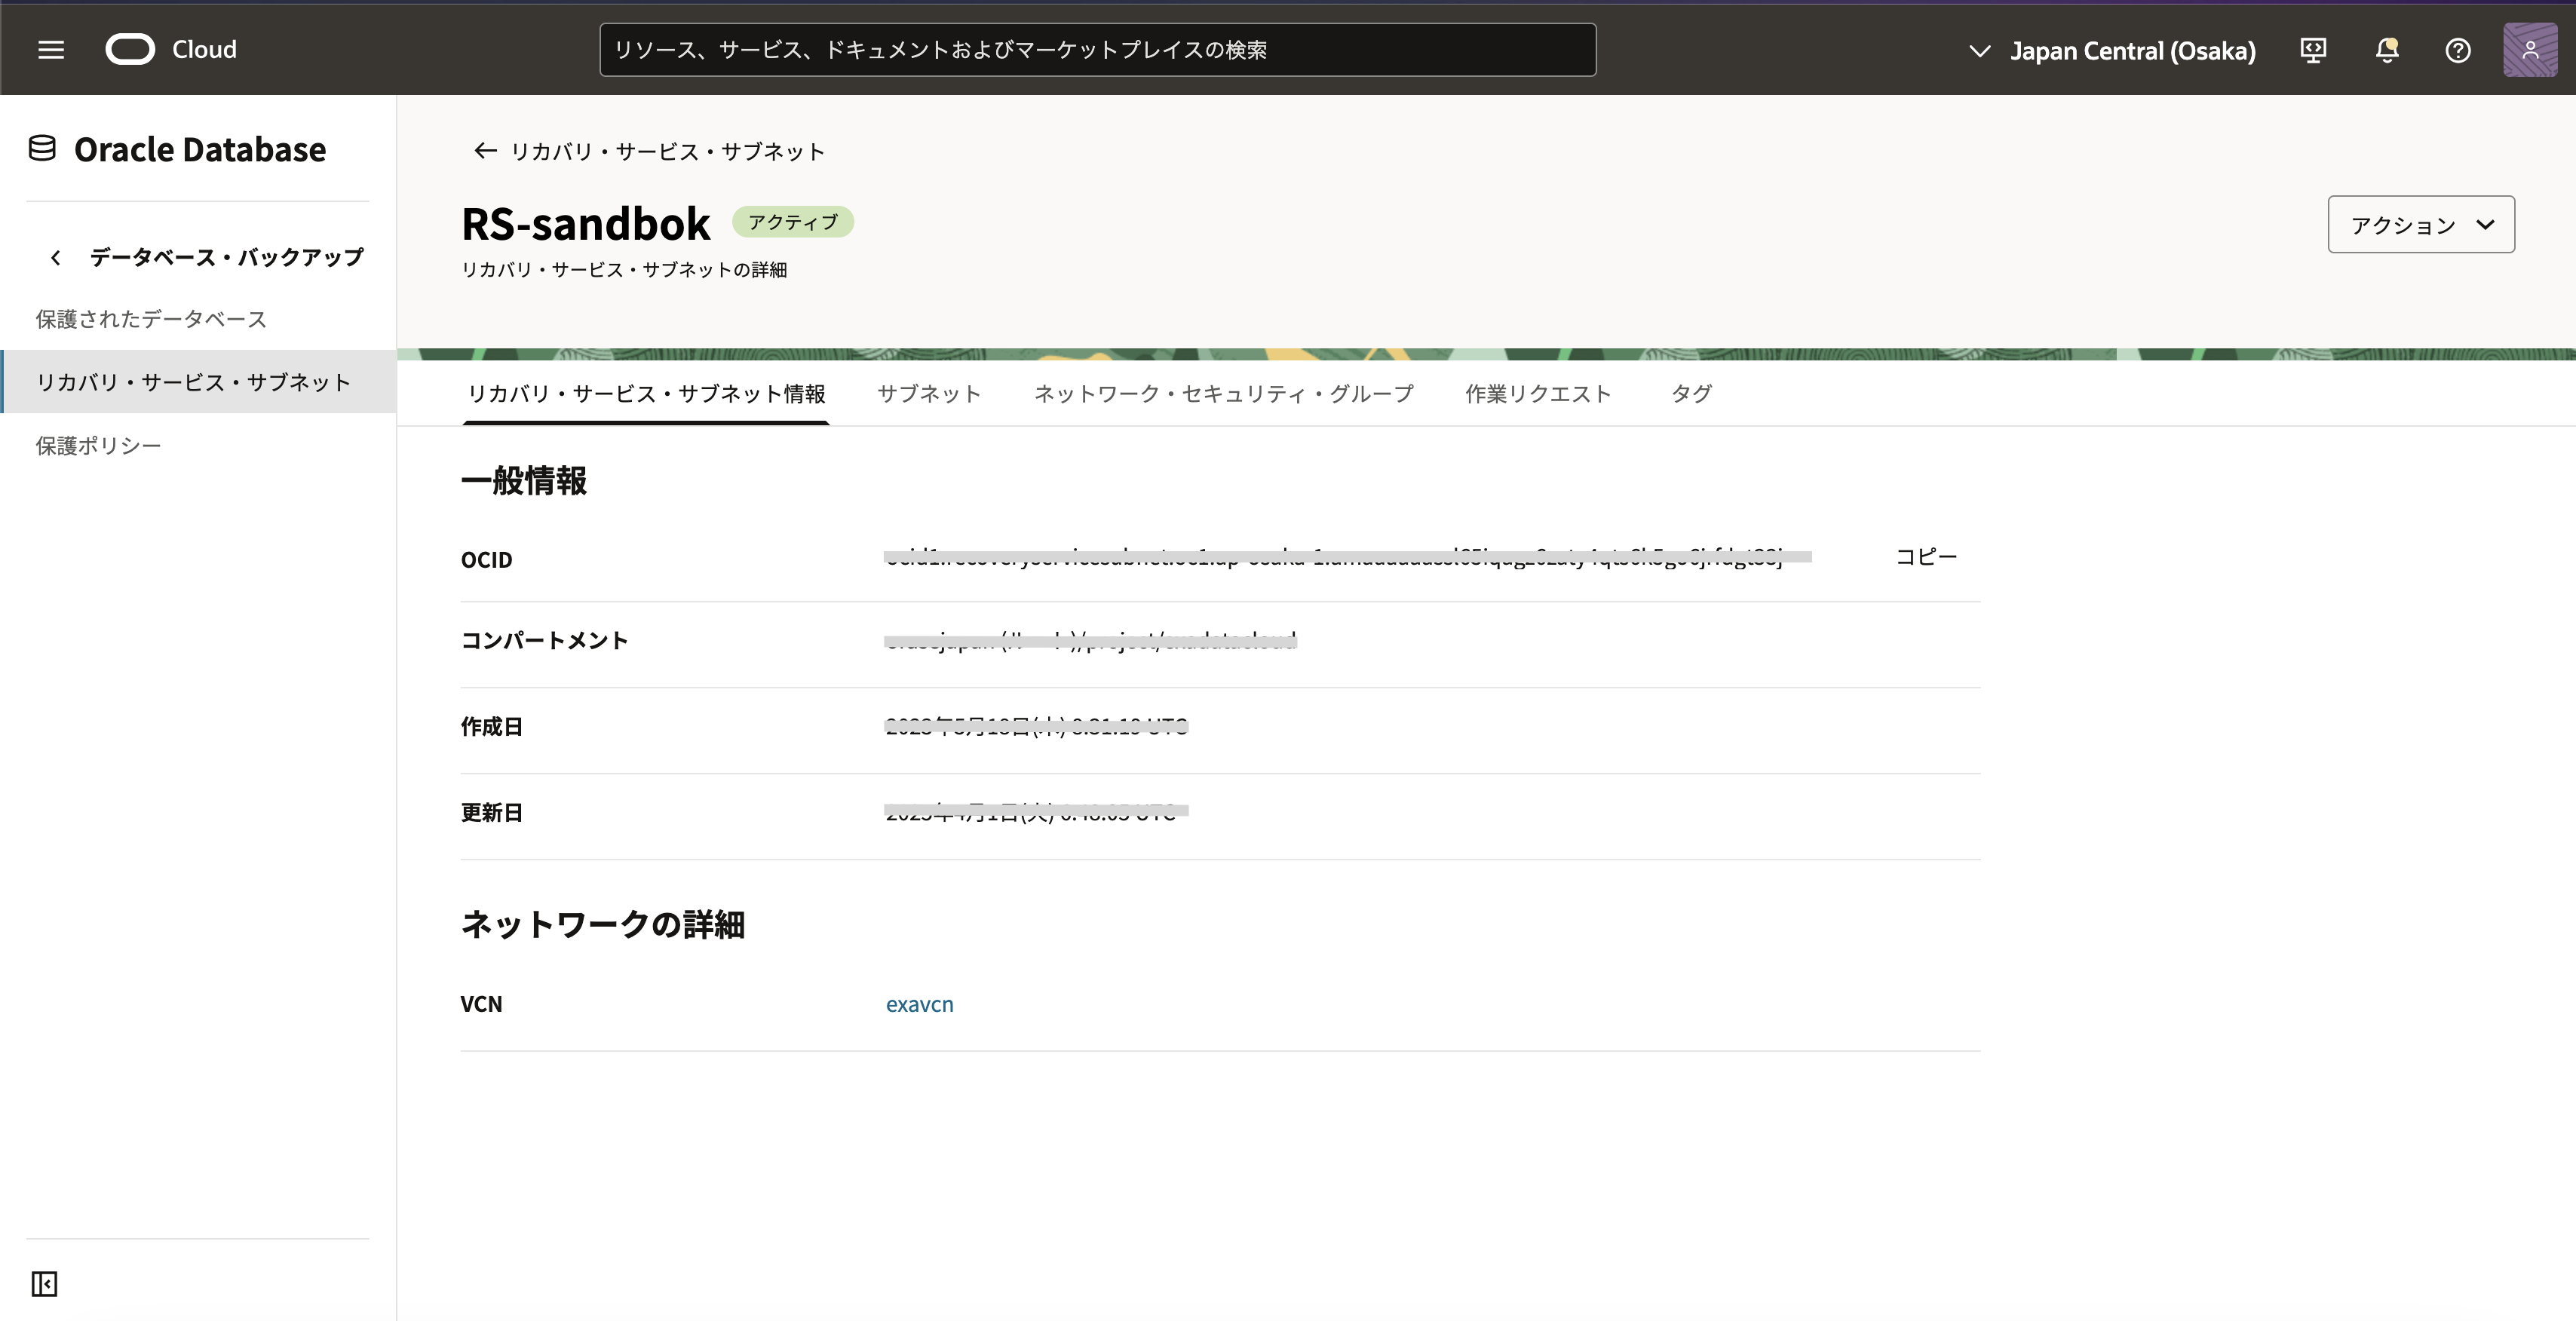 Cloud
リソース、サービス、ドキュメントおよびマーケットプレイスの検索
Japan Central (Osaka)
Oracle Database
データベース・バックアップ
保護されたデータベース
リカバリ・サービス・サブネット
保護ポリシー
リカバリ・サービス・サブネット
RS-sandbok
アクティブ
リカバリ・サービス・サブネットの詳細
アクション
リカバリ・サービス・サブネット情報
サブネット
ネットワーク・セキュリティ・グループ
作業リクエスト
タグ
一般情報
OCID
コピー
コンパートメント
作成日
更新日
ネットワークの詳細
VCN
exavcn